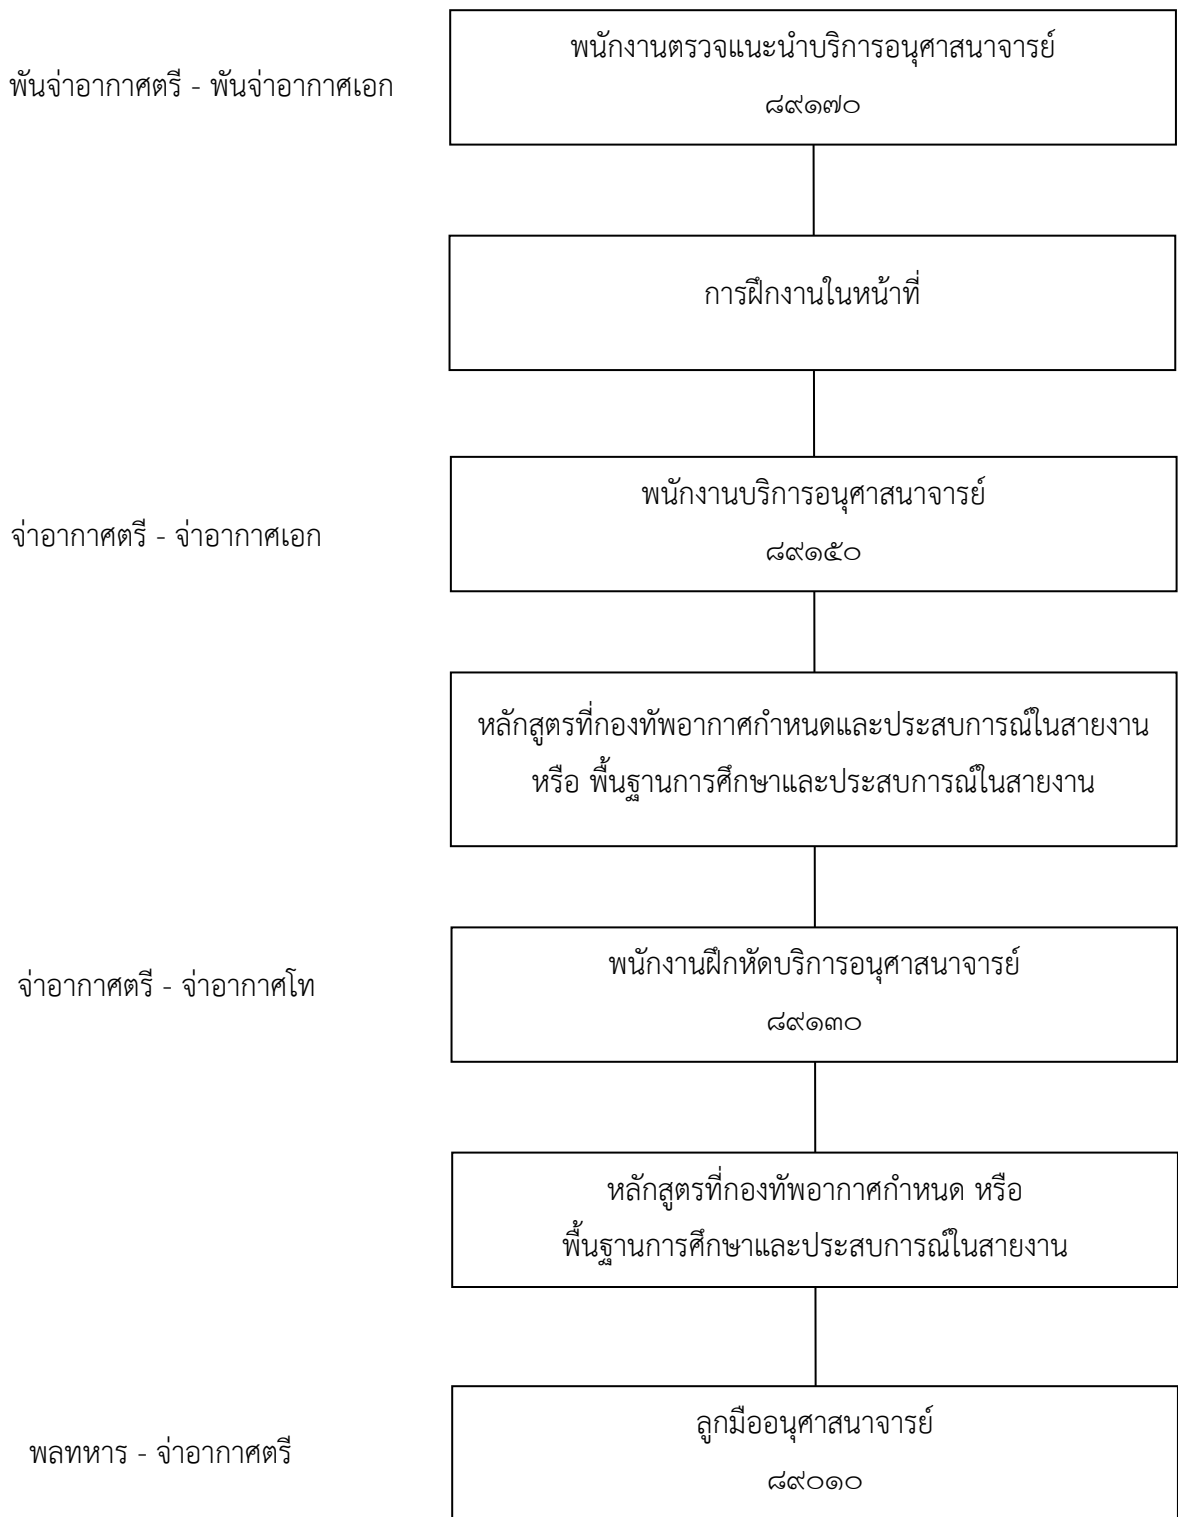 พนักงานตรวจแนะนำบริการอนุศาสนาจารย์
พันจ่าอากาศตรี - พันจ่าอากาศเอก
๘๙๑๗๐
การฝึกงานในหน้าที่
พนักงานบริการอนุศาสนาจารย์
จ่าอากาศตรี - จ่าอากาศเอก
๘๙๑๕๐
หลักสูตรที่กองทัพอากาศกำหนดและประสบการณ์ในสายงาน
หรือ พื้นฐานการศึกษาและประสบการณ์ในสายงาน
พนักงานฝึกหัดบริการอนุศาสนาจารย์
จ่าอากาศตรี - จ่าอากาศโท
๘๙๑๓๐
หลักสูตรที่กองทัพอากาศกำหนด หรือ
พื้นฐานการศึกษาและประสบการณ์ในสายงาน
ลูกมืออนุศาสนาจารย์
พลทหาร - จ่าอากาศตรี
๘๙๐๑๐